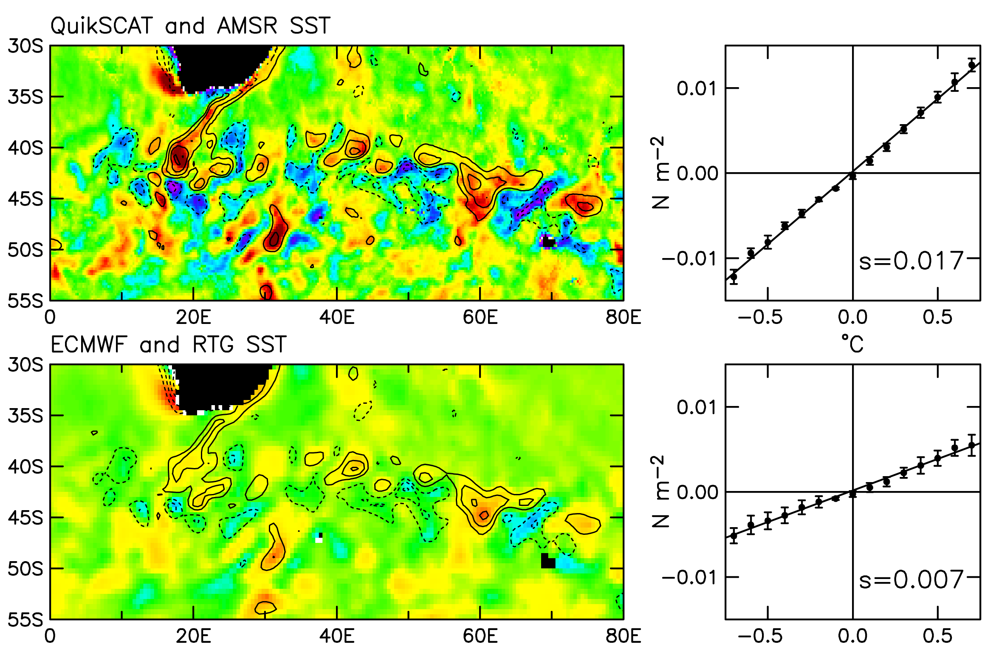 QuikSCAT and AMSR SST
30S
35S
40S
45S
50S
55S
0 20E 40E 60E 80E
N m−2
0.01
0.00
−0.01
s=0.017
−0.5 0.0 0.5
°C
ECMWF and RTG SST
30S
35S
40S
45S
50S
55S
0 20E 40E 60E 80E
N m−2
0.01
0.00
−0.01
s=0.007
−0.5 0.0 0.5